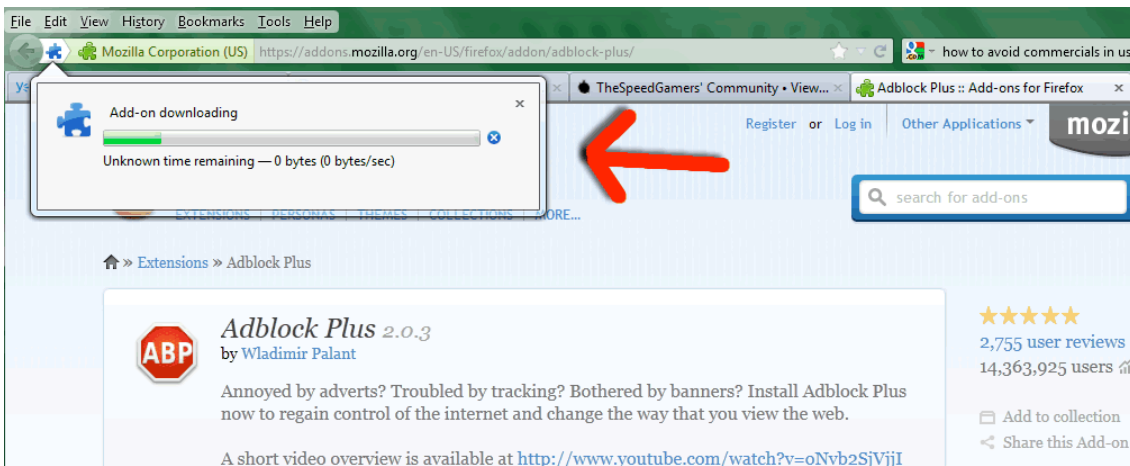 File Edit View History Bookmarks Tools Help
Mozilla Corporation (US) https://addons.mozilla.org/en-US/firefox/addon/adblock-plus/ how to avoid commercials in us
TheSpeedGamers' Community • View... Adblock Plus :: Add-ons for Firefox
Add-on downloading
Unknown time remaining — 0 bytes (0 bytes/sec)
Register or Log in Other Applications mozi
search for add-ons
EXTENSIONS PERSONAS THEMES COLLECTIONS MORE...
» Extensions » Adblock Plus
ABP
Adblock Plus 2.0.3
by Wladimir Palant
Annoyed by adverts? Troubled by tracking? Bothered by banners? Install Adblock Plus
now to regain control of the internet and change the way that you view the web.
A short video overview is available at http://www.youtube.com/watch?v=oNvb2SjVjjI
2,755 user reviews
14,363,925 users
Add to collection
Share this Add-on